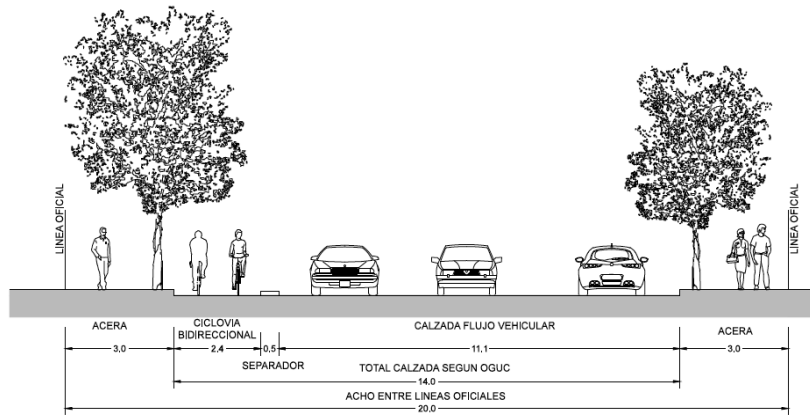 LINEA OFICIAL
LINEA OFICIAL
ACERA
CICLOVIA
BIDIRECCIONAL
CALZADA FLUJO VEHICULAR
ACERA
3,0
2,4
0,5
11,1
3,0
SEPARADOR
TOTAL CALZADA SEGUN OGUC
14.0
ACHO ENTRE LINEAS OFICIALES
20,0